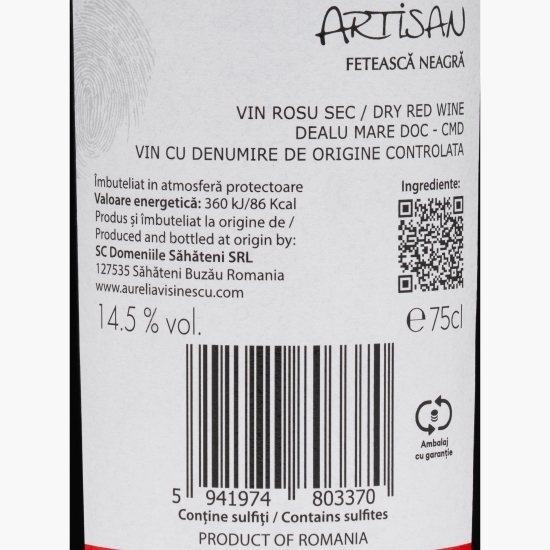 ARTiSAN
FETEASCĂ NEAGRĂ
VIN ROSU SEC / DRY RED WINE
DEALU MARE DOC - CMD
VIN CU DENUMIRE DE ORIGINE CONTROLATA
Îmbuteliat in atmosferă protectoare
Valoare energetică: 360 kJ/86 Kcal
Produs și îmbuteliat la origine de /
Produced and bottled at origin by:
SC Domeniile Săhăteni SRL
127535 Săhăteni Buzău Romania
www.aureliavisinescu.com
Ingrediente:
14.5 % vol.
e 75cl
Ambalaj
cu garanție
5 941974 803370
Conține sulfiți / Contains sulfites
PRODUCT OF ROMANIA